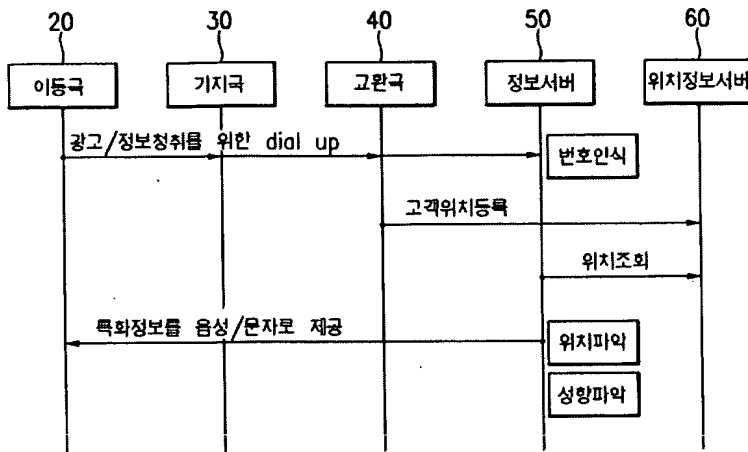 20 30 40 50 60
이동국 기지국 교환국 정보서버 위치정보서버
광고/정보청취를 위한 dial up
번호인식
고객위치등록
위치조회
특화정보를 음성/문자로 제공
위치파악
성향파악